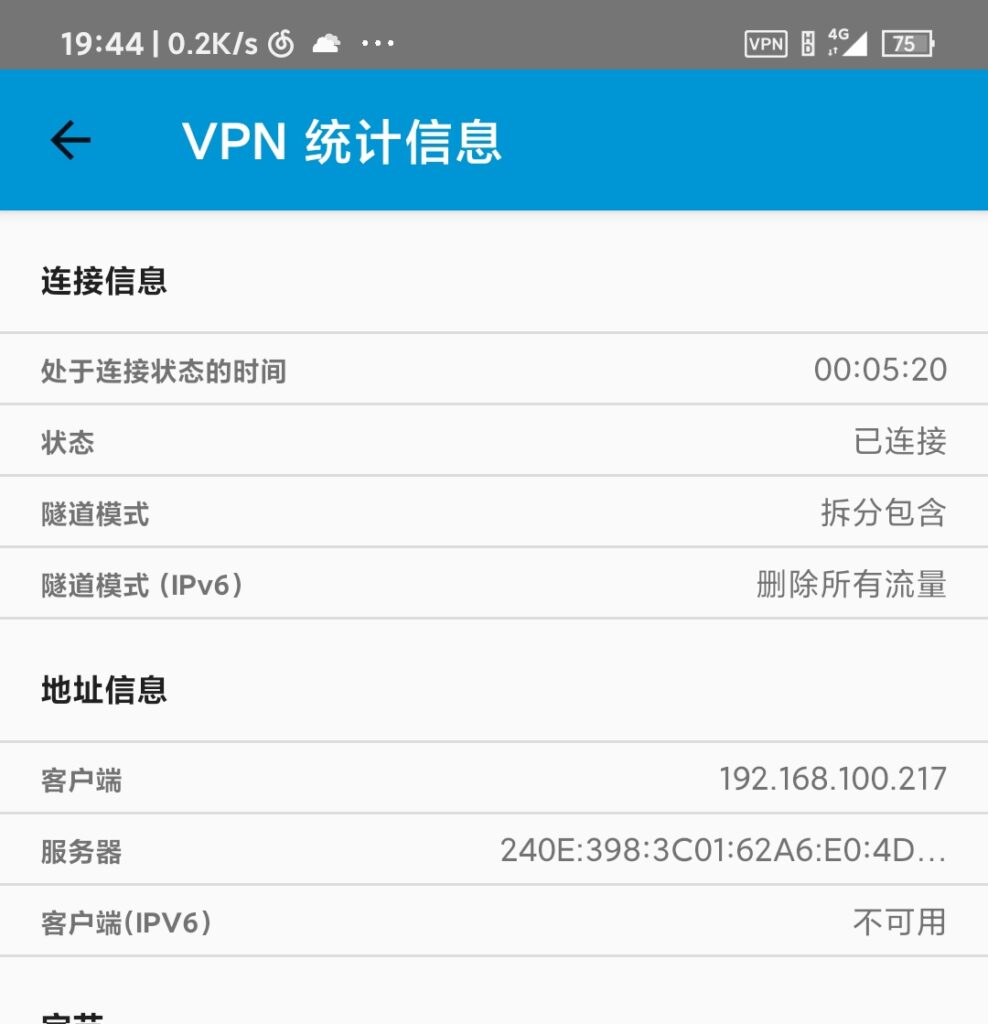 19:44 | 0.2K/s ... VPN HD 4G 75
VPN 统计信息
连接信息
处于连接状态的时间 00:05:20
状态 已连接
隧道模式 拆分包含
隧道模式 (IPv6) 删除所有流量
地址信息
客户端 192.168.100.217
服务器 240E:398:3C01:62A6:E0:4D...
客户端(IPV6) 不可用